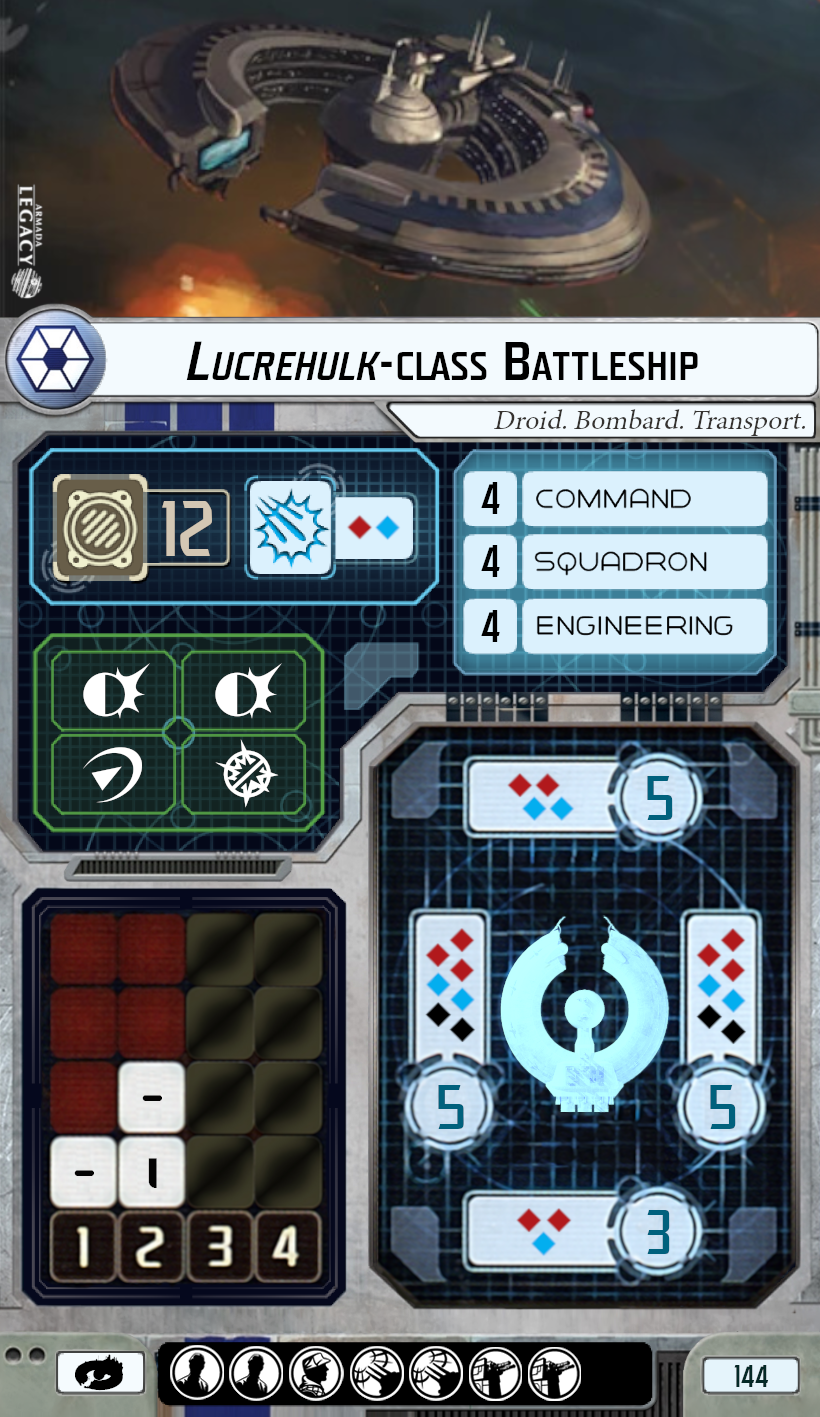 ARMADA
LEGACY
LUCREHULK-CLASS BATTLESHIP
Droid. Bombard. Transport.
12
4 COMMAND
4 SQUADRON
4 ENGINEERING
5
5 5
3
-
- I
1 2 3 4
144